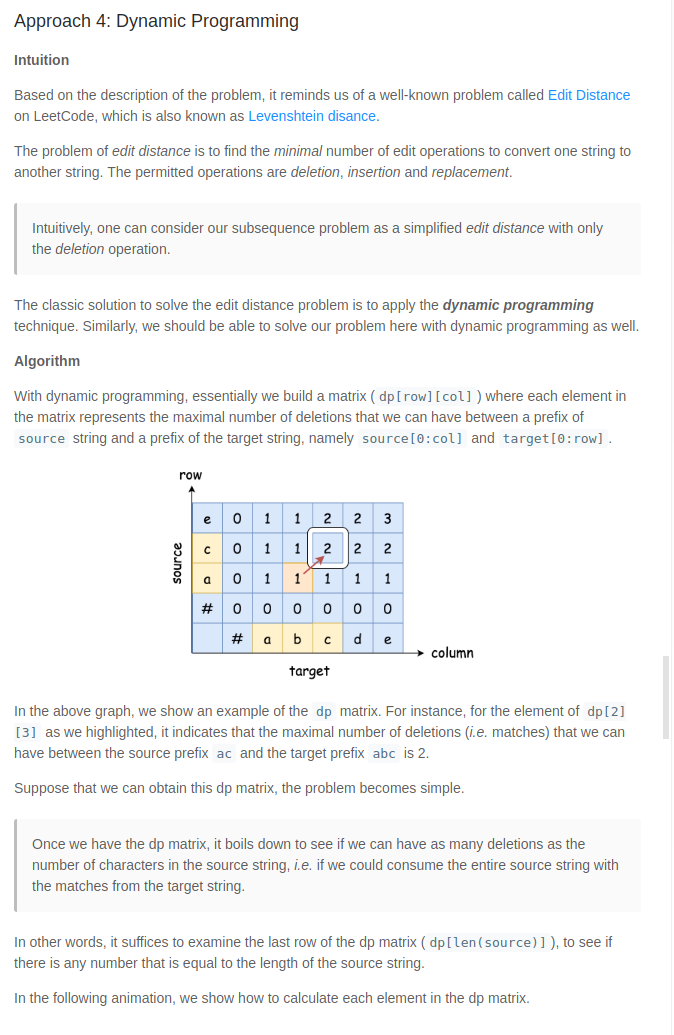 Approach 4: Dynamic Programming
Intuition
Based on the description of the problem, it reminds us of a well-known problem called Edit Distance
on LeetCode, which is also known as Levenshtein disance.
The problem of edit distance is to find the minimal number of edit operations to convert one string to
another string. The permitted operations are deletion, insertion and replacement.
Intuitively, one can consider our subsequence problem as a simplified edit distance with only
the deletion operation.
The classic solution to solve the edit distance problem is to apply the dynamic programming
technique. Similarly, we should be able to solve our problem here with dynamic programming as well.
Algorithm
With dynamic programming, essentially we build a matrix ( dp[row][col] ) where each element in
the matrix represents the maximal number of deletions that we can have between a prefix of
source string and a prefix of the target string, namely source[0:col] and target[0:row] .
row
e 0 1 1 2 2 3
c 0 1 1 2 2 2
a 0 1 1 1 1 1
# 0 0 0 0 0 0
# a b c d e
source
column
target
In the above graph, we show an example of the dp matrix. For instance, for the element of dp[2]
[3] as we highlighted, it indicates that the maximal number of deletions (i.e. matches) that we can
have between the source prefix ac and the target prefix abc is 2.
Suppose that we can obtain this dp matrix, the problem becomes simple.
Once we have the dp matrix, it boils down to see if we can have as many deletions as the
number of characters in the source string, i.e. if we could consume the entire source string with
the matches from the target string.
In other words, it suffices to examine the last row of the dp matrix ( dp[len(source)] ), to see if
there is any number that is equal to the length of the source string.
In the following animation, we show how to calculate each element in the dp matrix.